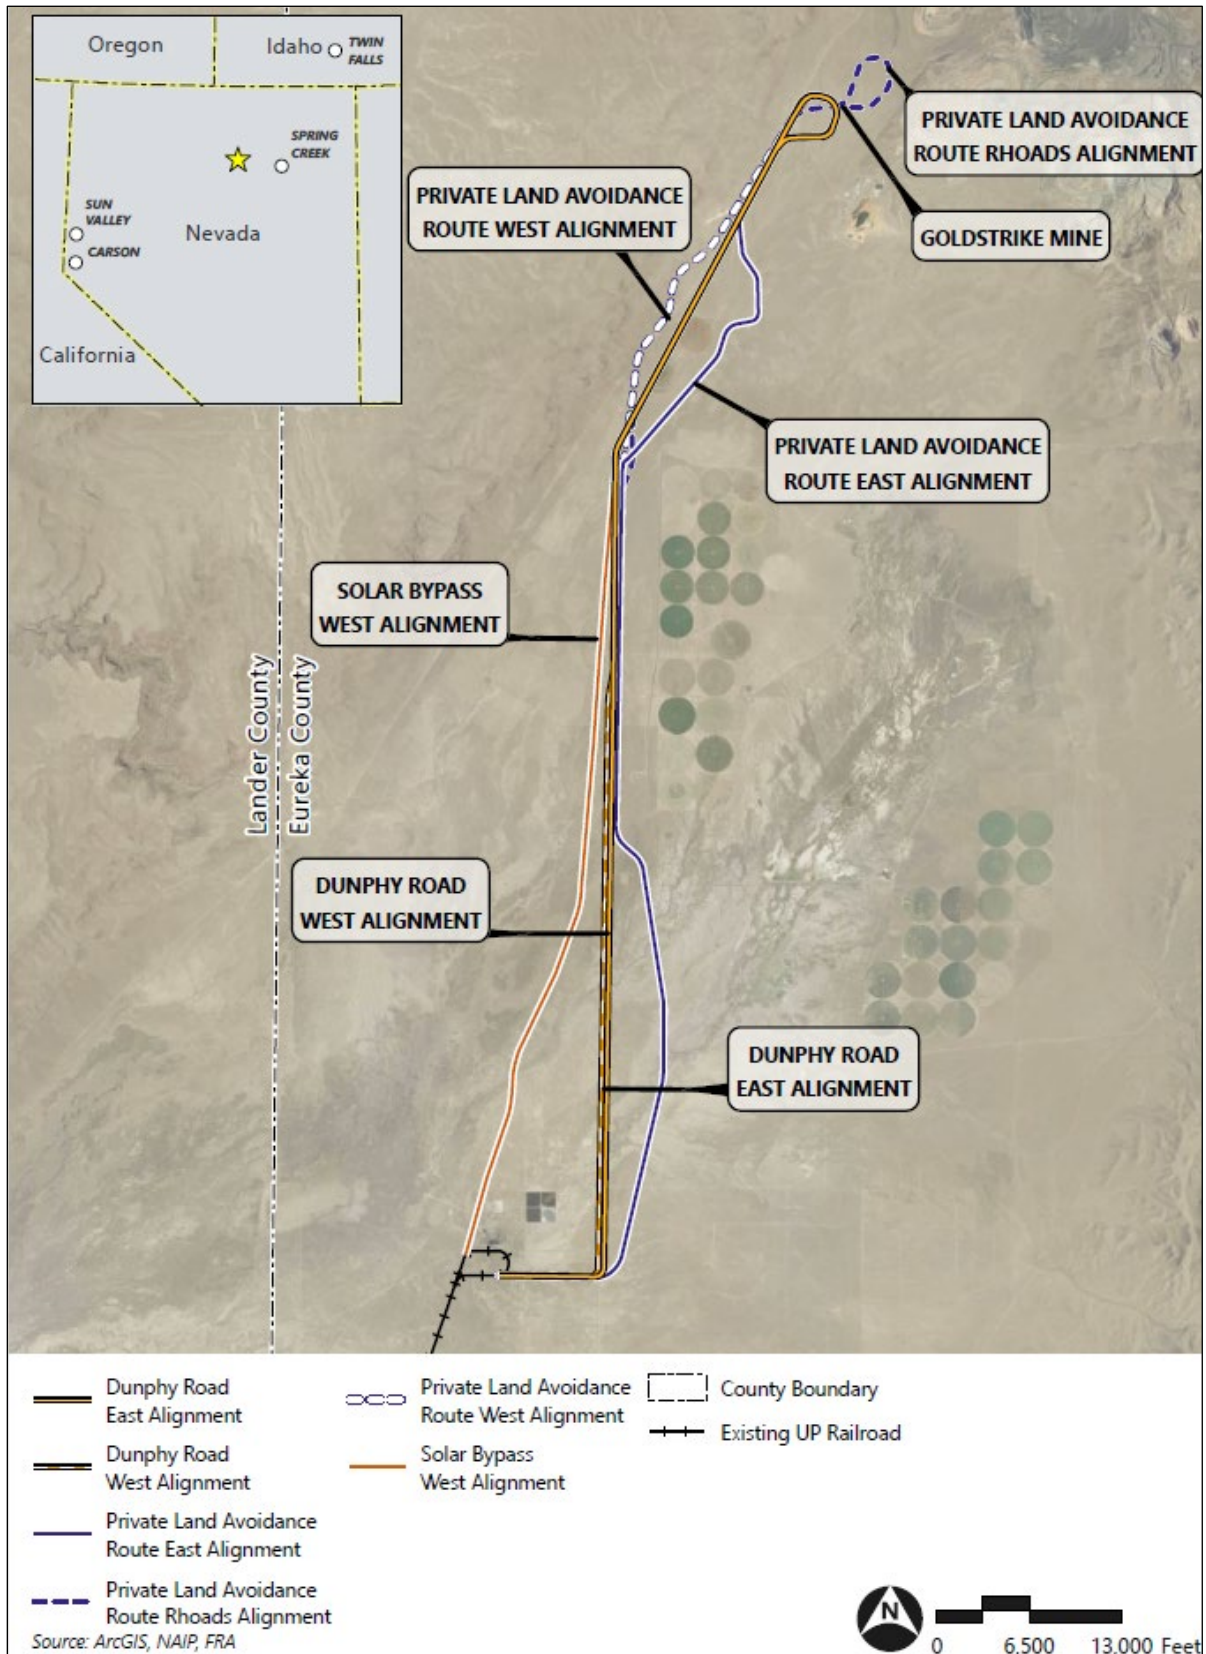 Oregon
Idaho
TWIN
FALLS
SPRING
CREEK
SUN
VALLEY
CARSON
Nevada
California
PRIVATE LAND AVOIDANCE
ROUTE RHOADS ALIGNMENT
PRIVATE LAND AVOIDANCE
ROUTE WEST ALIGNMENT
GOLDSTRIKE MINE
PRIVATE LAND AVOIDANCE
ROUTE EAST ALIGNMENT
SOLAR BYPASS
WEST ALIGNMENT
Lander County
Eureka County
DUNPHY ROAD
WEST ALIGNMENT
DUNPHY ROAD
EAST ALIGNMENT
Dunphy Road
East Alignment
Dunphy Road
West Alignment
Private Land Avoidance
Route East Alignment
Private Land Avoidance
Route Rhoads Alignment
Private Land Avoidance
Route West Alignment
Solar Bypass
West Alignment
County Boundary
Existing UP Railroad
Source: ArcGIS, NAIP, FRA
N
0 6,500 13,000 Feet